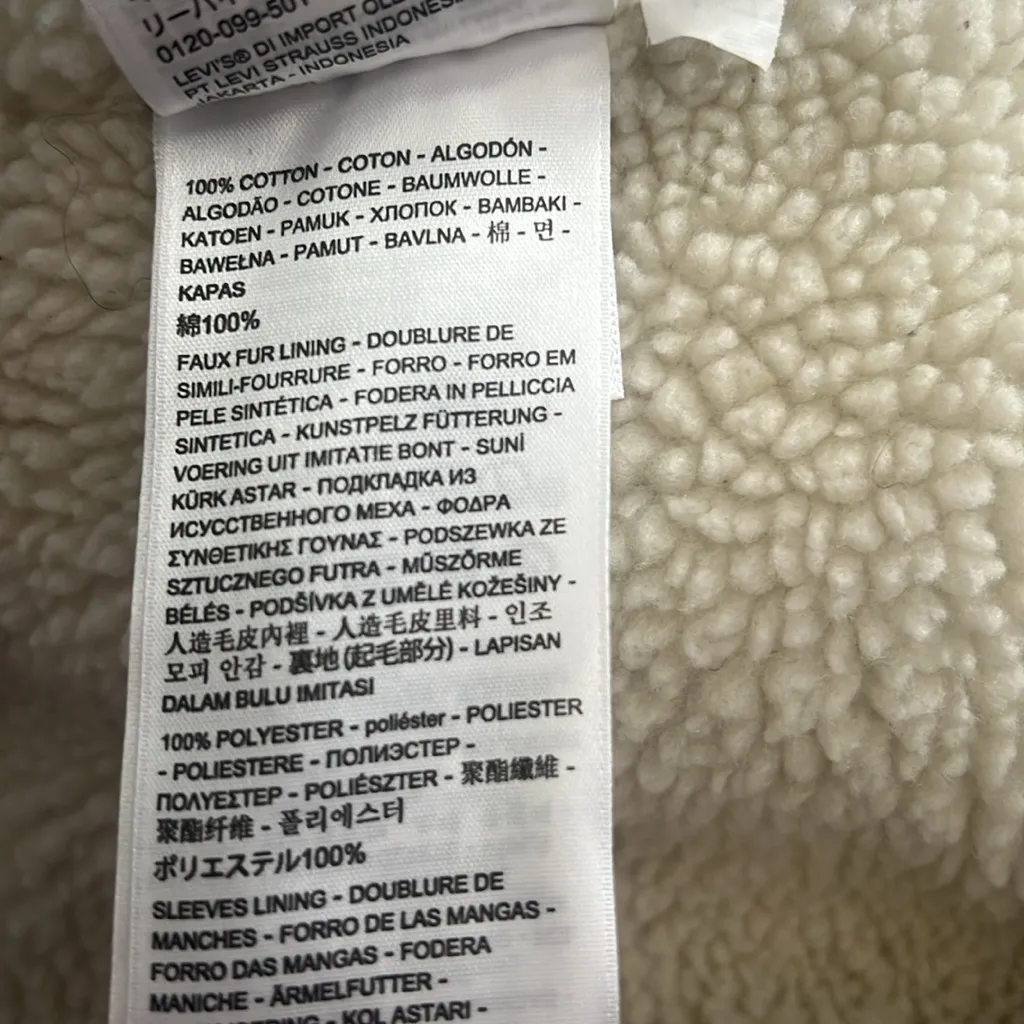 0120-099-501
LEVI'S® DI IMPORT OLEH
PT LEVI STRAUSS INDONESIA
JAKARTA - INDONESIA
100% COTTON - COTON - ALGODÓN -
ALGODÃO - COTONE - BAUMWOLLE -
KATOEN - PAMUK - ХЛОПОК - BAMBAKI -
BAWEŁNA - PAMUT - BAVLNA - 棉 - 면 -
KAPAS
綿100%
FAUX FUR LINING - DOUBLURE DE
SIMILI-FOURRURE - FORRO - FORRO EM
PELE SINTÉTICA - FODERA IN PELLICCIA
SINTETICA - KUNSTPELZ FÜTTERUNG -
VOERING UIT IMITATIE BONT - SUNİ
KÜRK ASTAR - ПОДКЛАДКА ИЗ
ИСУССТВЕННОГО МЕХА - ΦΟΔΡΑ
ΣΥΝΘΕΤΙΚΗΣ ΓΟΥΝΑΣ - PODSZEWKA ZE
SZTUCZNEGO FUTRA - MŰSZŐRME
BÉLÉS - PODŠÍVKA Z UMĚLÉ KOŽEŠINY -
人造毛皮內裡 - 人造毛皮里料 - 인조
모피 안감 - 裏地 (起毛部分) - LAPISAN
DALAM BULU IMITASI
100% POLYESTER - poliéster - POLIESTER
- POLIESTERE - ПОЛИЭСТЕР -
ΠΟΛΥΕΣΤΕΡ - POLIÉSZTER - 聚酯纖維 -
聚酯纤维 - 폴리에스터
ポリエステル100%
SLEEVES LINING - DOUBLURE DE
MANCHES - FORRO DE LAS MANGAS -
FORRO DAS MANGAS - FODERA
MANICHE - ÄRMELFUTTER -
KOL ASTARI -